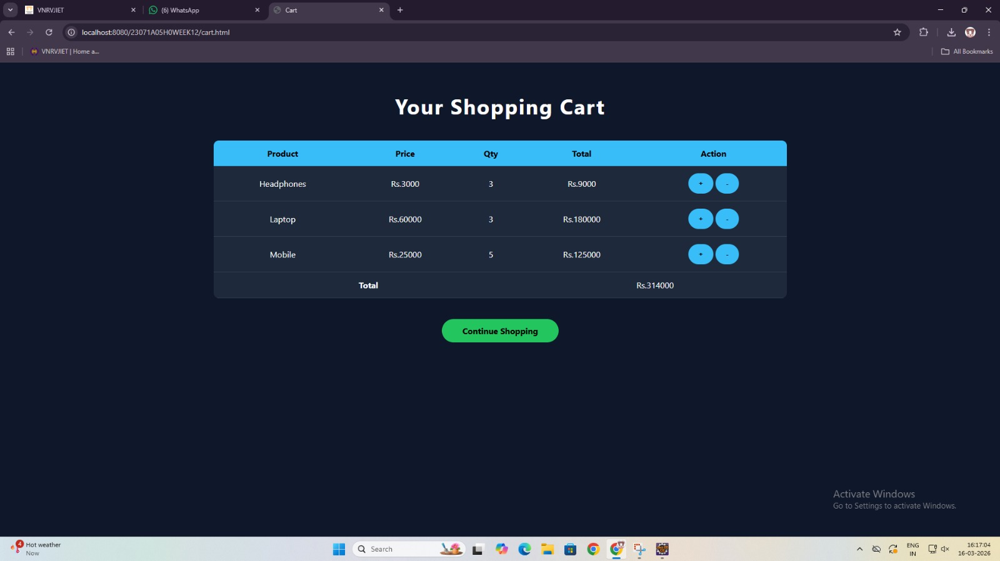 VNRVJIET
(6) WhatsApp
Cart
localhost:8080/23071A05H0WEEK12/cart.html
VNRVJIET | Home a...
All Bookmarks
Your Shopping Cart
Product Price Qty Total Action
Headphones Rs.3000 3 Rs.9000 + -
Laptop Rs.60000 3 Rs.180000 + -
Mobile Rs.25000 5 Rs.125000 + -
Total Rs.314000
Continue Shopping
Activate Windows
Go to Settings to activate Windows.
4
Hot weather
Now
Search
ENG
IN
16:17:04
16-03-2026